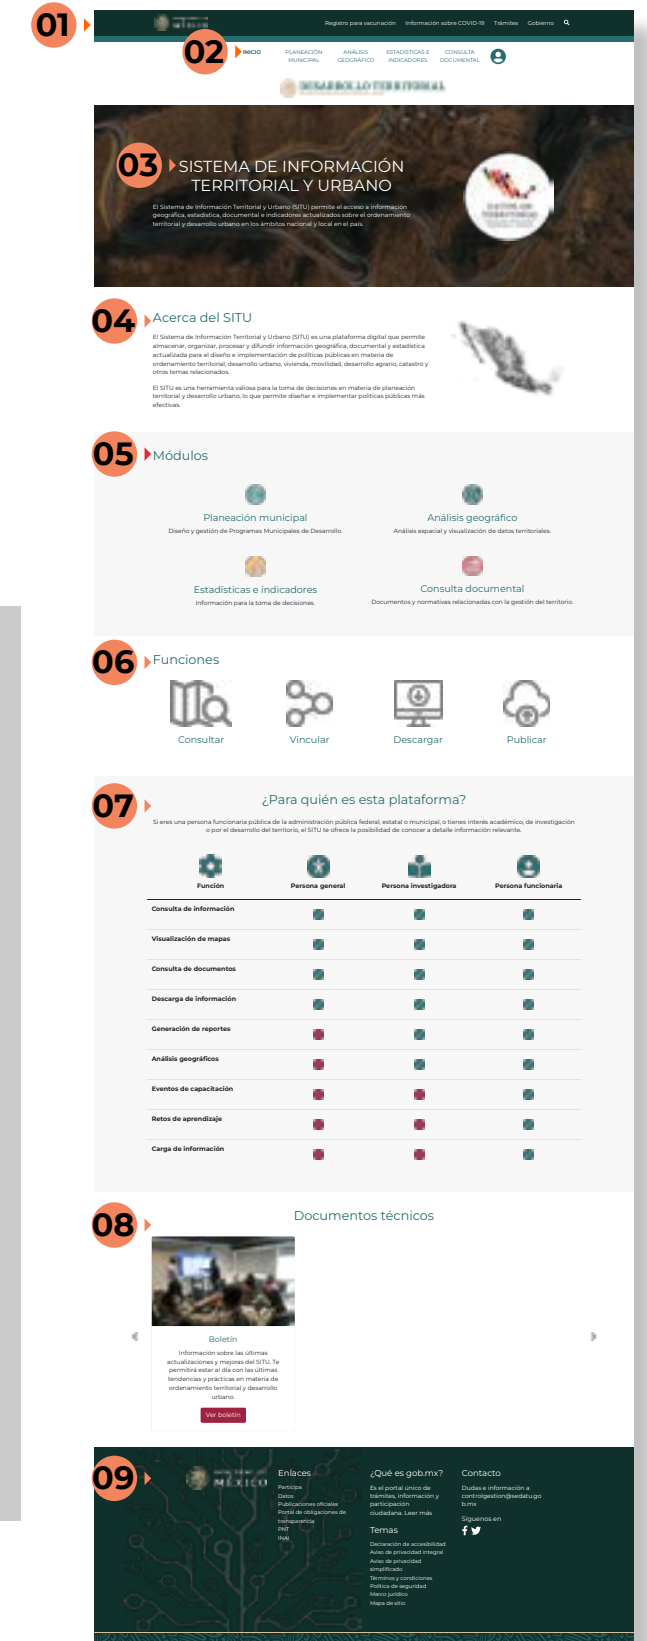 01
Registro para vacunación Información sobre COVID-19 Trámites Gobierno
02
INICIO
PLANEACIÓN MUNICIPAL
ANÁLISIS GEOGRÁFICO
ESTADÍSTICAS E INDICADORES
CONSULTA DOCUMENTAL
DESARROLLO TERRITORIAL
03
SISTEMA DE INFORMACIÓN
TERRITORIAL Y URBANO
El Sistema de Información Territorial y Urbano (SITU) permite el acceso a información
geográfica, estadística, documental e indicadores actualizados sobre el ordenamiento
territorial y desarrollo urbano en los ámbitos nacional y local en el país.
04
Acerca del SITU
El Sistema de Información Territorial y Urbano (SITU) es una plataforma digital que permite
almacenar, organizar, procesar y difundir información geográfica, documental y estadística
actualizada para el diseño e implementación de políticas públicas en materia de
ordenamiento territorial, desarrollo urbano, vivienda, movilidad, desarrollo agrario, catastro y
otros temas relacionados.
El SITU es una herramienta valiosa para la toma de decisiones en materia de planeación
territorial y desarrollo urbano, lo que permite diseñar e implementar políticas públicas más
efectivas.
05
Módulos
Planeación municipal
Diseño y gestión de Programas Municipales de Desarrollo.
Análisis geográfico
Análisis espacial y visualización de datos territoriales.
Estadísticas e indicadores
Información para la toma de decisiones.
Consulta documental
Documentos y normativas relacionadas con la gestión del territorio.
06
Funciones
Consultar Vincular Descargar Publicar
07
¿Para quién es esta plataforma?
Si eres una persona funcionaria pública de la administración pública federal, estatal o municipal, o tienes interés académico, de investigación
o por el desarrollo del territorio, el SITU te ofrece la posibilidad de conocer a detalle información relevante.
Función Persona general Persona investigadora Persona funcionaria
Consulta de información
Visualización de mapas
Consulta de documentos
Descarga de información
Generación de reportes
Análisis geográficos
Eventos de capacitación
Retos de aprendizaje
Carga de información
08
Documentos técnicos
Boletín
Información sobre las últimas
actualizaciones y mejoras del SITU. Te
permitirá estar al día con las últimas
tendencias y prácticas en materia de
ordenamiento territorial y desarrollo
urbano.
Ver boletín
09
MÉXICO
Enlaces
Participa
Datos
Publicaciones oficiales
Portal de obligaciones de
transparencia
PNT
INAI
¿Qué es gob.mx?
Es el portal único de
trámites, información y
participación
ciudadana. Leer más
Temas
Declaración de accesibilidad
Aviso de privacidad integral
Aviso de privacidad
simplificado
Términos y condiciones
Política de seguridad
Marco jurídico
Mapa de sitio
Contacto
Dudas e información a
controlgestion@sedatu.go
b.mx
Síguenos en